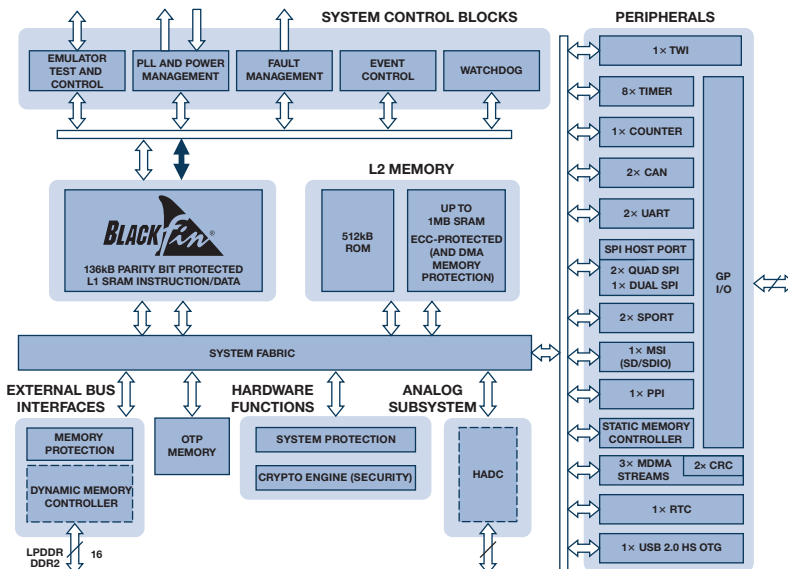 SYSTEM CONTROL BLOCKS
EMULATOR
TEST AND
CONTROL
PLL AND POWER
MANAGEMENT
FAULT
MANAGEMENT
EVENT
CONTROL
WATCHDOG
BLACKfin®
136kB PARITY BIT PROTECTED
L1 SRAM INSTRUCTION/DATA
L2 MEMORY
512kB
ROM
UP TO
1MB SRAM
ECC-PROTECTED
(AND DMA
MEMORY
PROTECTION)
SYSTEM FABRIC
EXTERNAL BUS
INTERFACES
MEMORY
PROTECTION
DYNAMIC MEMORY
CONTROLLER
LPDDR
DDR2
16
OTP
MEMORY
HARDWARE
FUNCTIONS
SYSTEM PROTECTION
CRYPTO ENGINE (SECURITY)
ANALOG
SUBSYSTEM
HADC
PERIPHERALS
1× TWI
8× TIMER
1× COUNTER
2× CAN
2× UART
SPI HOST PORT
2× QUAD SPI
1× DUAL SPI
2× SPORT
1× MSI
(SD/SDIO)
1× PPI
STATIC MEMORY
CONTROLLER
GP
I/O
3× MDMA
STREAMS
2× CRC
1× RTC
1× USB 2.0 HS OTG